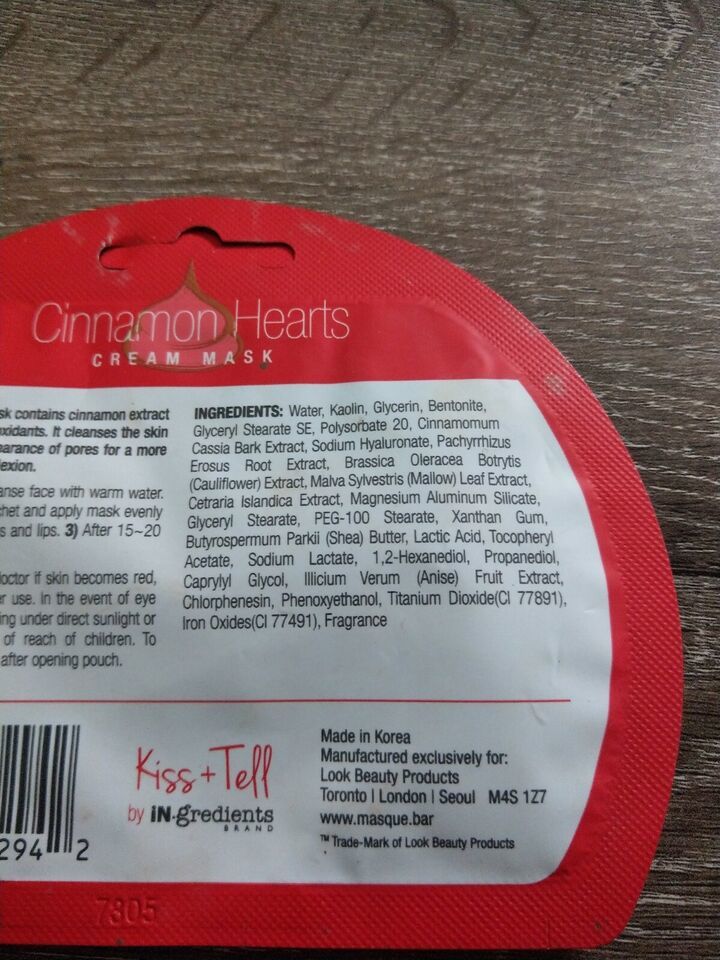 Cinnamon Hearts
CREAM MASK
sk contains cinnamon extract
xidants. It cleanses the skin
earance of pores for a more
lexion.
anse face with warm water.
chet and apply mask evenly
s and lips. 3) After 15~20
doctor if skin becomes red,
er use. In the event of eye
ing under direct sunlight or
of reach of children. To
after opening pouch.
INGREDIENTS: Water, Kaolin, Glycerin, Bentonite,
Glyceryl Stearate SE, Polysorbate 20, Cinnamomum
Cassia Bark Extract, Sodium Hyaluronate, Pachyrrhizus
Erosus Root Extract, Brassica Oleracea Botrytis
(Cauliflower) Extract, Malva Sylvestris (Mallow) Leaf Extract,
Cetraria Islandica Extract, Magnesium Aluminum Silicate,
Glyceryl Stearate, PEG-100 Stearate, Xanthan Gum,
Butyrospermum Parkii (Shea) Butter, Lactic Acid, Tocopheryl
Acetate, Sodium Lactate, 1,2-Hexanediol, Propanediol,
Caprylyl Glycol, Illicium Verum (Anise) Fruit Extract,
Chlorphenesin, Phenoxyethanol, Titanium Dioxide(CI 77891),
Iron Oxides(CI 77491), Fragrance
294 2
Kiss + Tell
by iN.gredients
BRAND
Made in Korea
Manufactured exclusively for:
Look Beauty Products
Toronto | London | Seoul M4S 1Z7
www.masque.bar
™ Trade-Mark of Look Beauty Products
7305